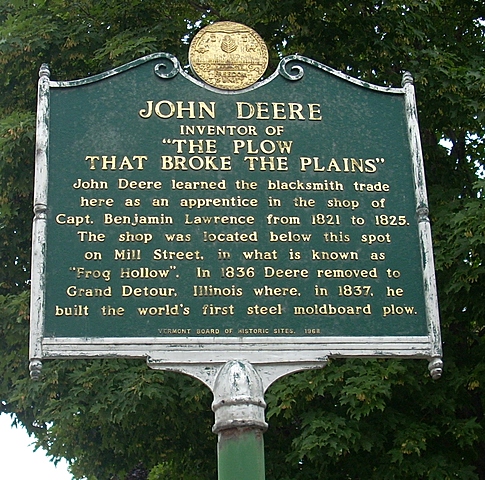 JOHN DEERE
INVENTOR OF
"THE PLOW
THAT BROKE THE PLAINS"
John Deere learned the blacksmith trade
here as an apprentice in the shop of
Capt. Benjamin Lawrence from 1821 to 1825.
The shop was located below this spot
on Mill Street, in what is known as
"Frog Hollow". In 1836 Deere removed to
Grand Detour, Illinois where, in 1837, he
built the world's first steel moldboard plow.
VERMONT BOARD OF HISTORIC SITES. 1968